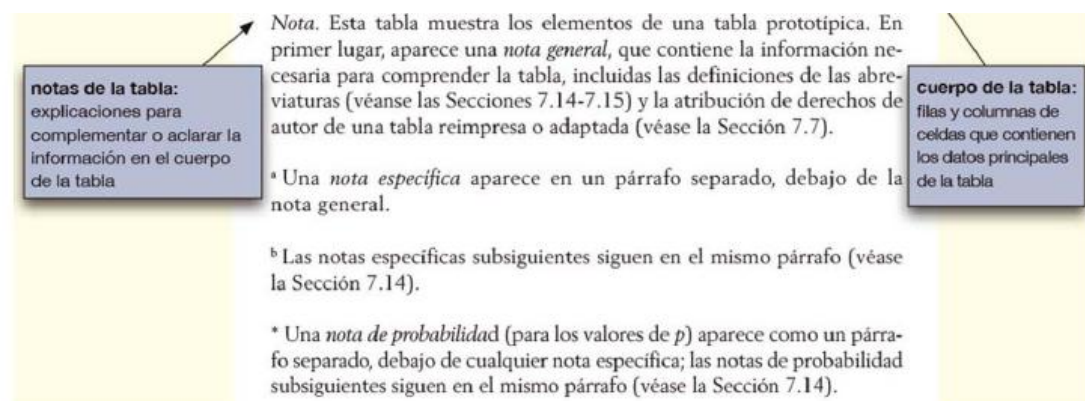 Nota. Esta tabla muestra los elementos de una tabla prototípica. En
primer lugar, aparece una nota general, que contiene la información ne-
cesaria para comprender la tabla, incluidas las definiciones de las abre-
viaturas (véanse las Secciones 7.14-7.15) y la atribución de derechos de
autor de una tabla reimpresa o adaptada (véase la Sección 7.7).
ᵃ Una nota específica aparece en un párrafo separado, debajo de la
nota general.
ᵇ Las notas específicas subsiguientes siguen en el mismo párrafo (véase
la Sección 7.14).
* Una nota de probabilidad (para los valores de p) aparece como un párra-
fo separado, debajo de cualquier nota específica; las notas de probabilidad
subsiguientes siguen en el mismo párrafo (véase la Sección 7.14).
notas de la tabla:
explicaciones para
complementar o aclarar la
información en el cuerpo
de la tabla
cuerpo de la tabla:
filas y columnas de
celdas que contienen
los datos principales
de la tabla